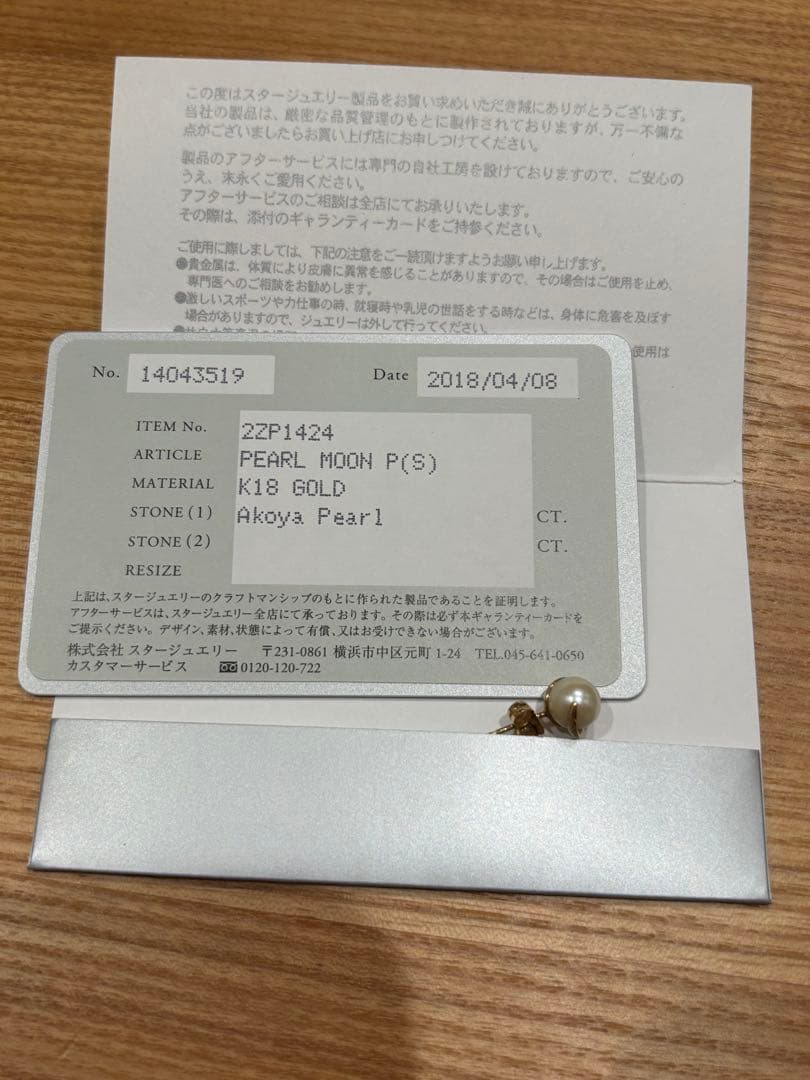 この度はスタージュエリー製品をお買い求めいただき誠にありがとうございます。
当社の製品は、厳密な品質管理のもとに製作されておりますが、万一不備な
点がございましたらお買い上げ店にお申しつけてください。
製品のアフターサービスには専門の自社工房を設けておりますので、ご安心の
うえ、末永くご愛用ください。
アフターサービスのご相談は全店にてお承りいたします。
その際は、添付のギャランティーカードをご持参ください。
ご使用に際しましては、下記の注意をご一読頂けますようお願い申し上げます。
●貴金属は、体質により皮膚に異常を感じることがありますので、その場合はご使用を止め、
専門医へのご相談をお勧めします。
●激しいスポーツや力仕事の時、就寝時や乳児の世話をする時などは、身体に危害を及ぼす
場合がありますので、ジュエリーは外して行ってください。
使用は
No. 14043519 Date 2018/04/08
ITEM No. 2ZP1424
ARTICLE PEARL MOON P(S)
MATERIAL K18 GOLD
STONE (1) Akoya Pearl CT.
STONE (2) CT.
RESIZE
上記は、スタージュエリーのクラフトマンシップのもとに作られた製品であることを証明します。
アフターサービスは、スタージュエリー全店にて承っております。その際は必ず本ギャランティーカードを
ご提示ください。デザイン、素材、状態によって有償、又はお受けできない場合がございます。
株式会社 スタージュエリー 〒231-0861 横浜市中区元町 1-24 TEL.045-641-0650
カスタマーサービス 0120-120-722